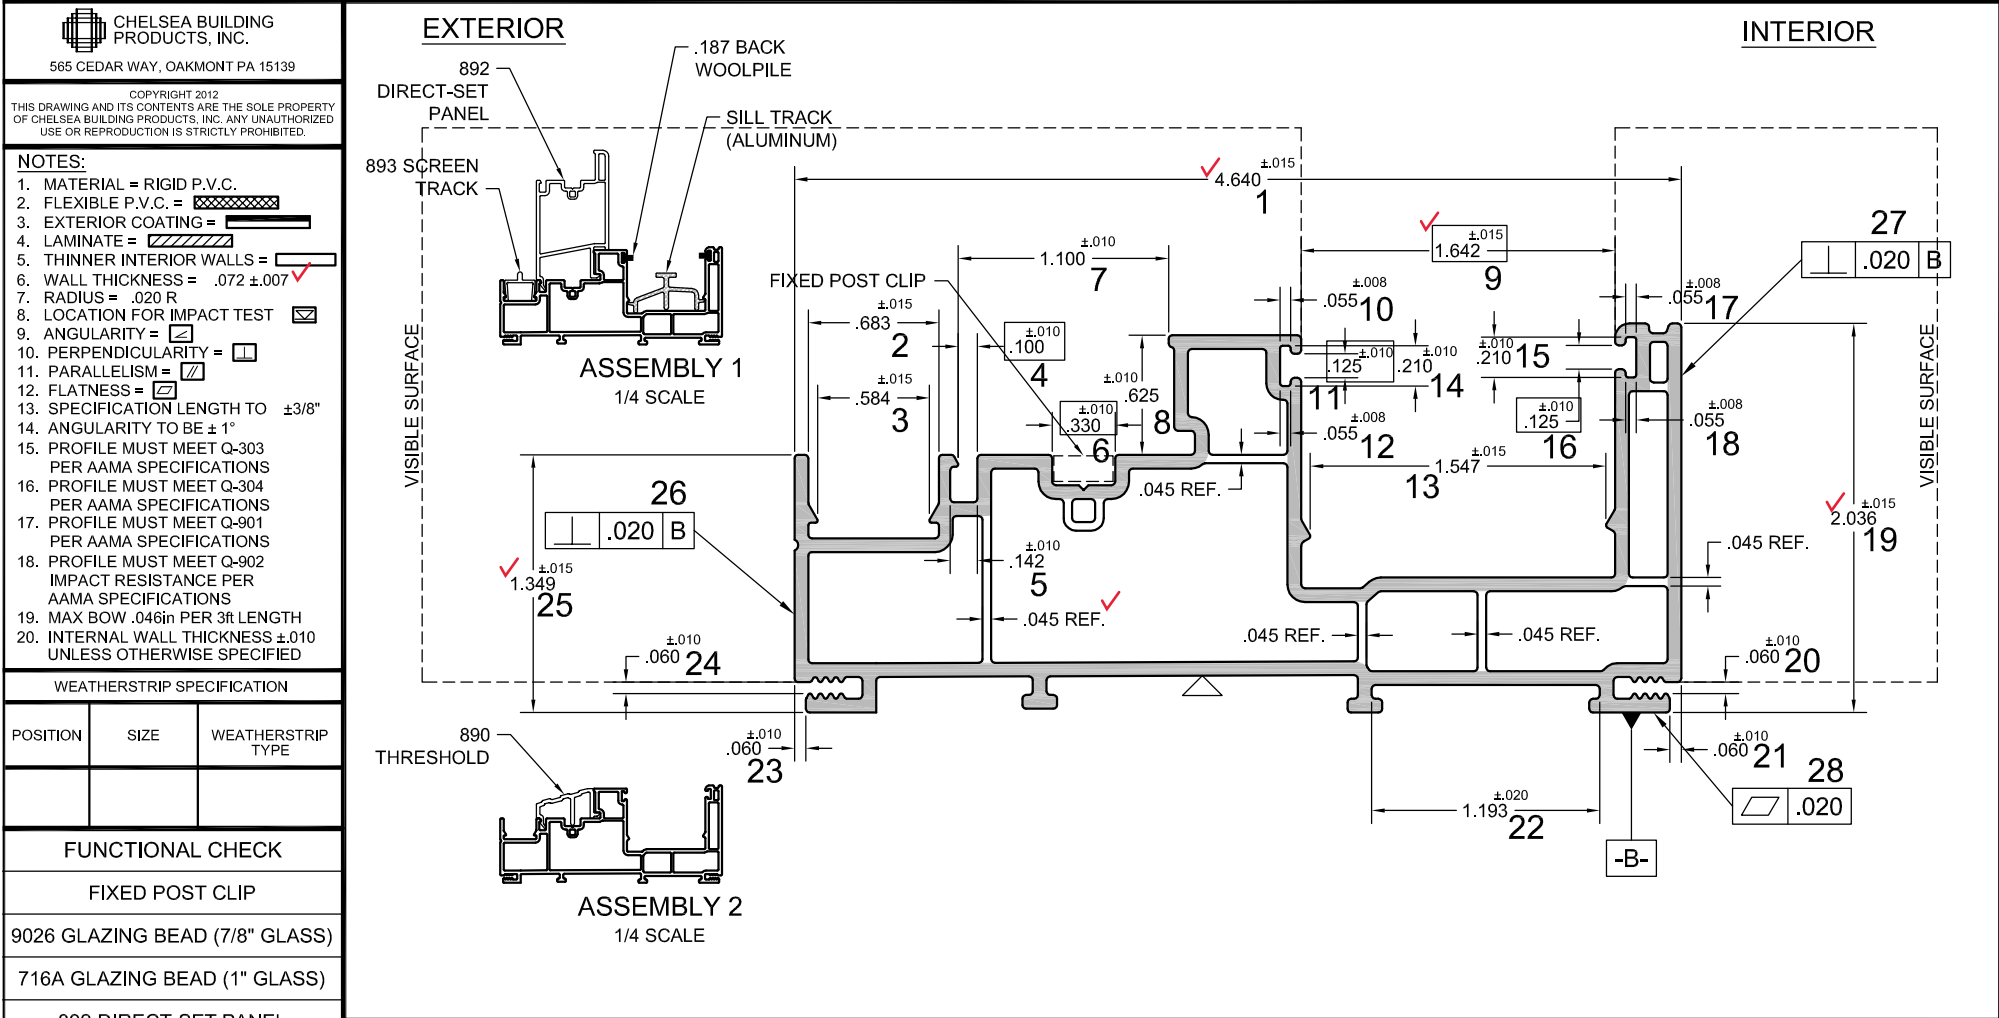 CHELSEA BUILDING
PRODUCTS, INC.
565 CEDAR WAY, OAKMONT PA 15139
COPYRIGHT 2012
THIS DRAWING AND ITS CONTENTS ARE THE SOLE PROPERTY
OF CHELSEA BUILDING PRODUCTS, INC. ANY UNAUTHORIZED
USE OR REPRODUCTION IS STRICTLY PROHIBITED.
NOTES:
1. MATERIAL = RIGID P.V.C.
2. FLEXIBLE P.V.C. =
3. EXTERIOR COATING =
4. LAMINATE =
5. THINNER INTERIOR WALLS =
6. WALL THICKNESS = .072 ±.007
7. RADIUS = .020 R
8. LOCATION FOR IMPACT TEST
9. ANGULARITY =
10. PERPENDICULARITY =
11. PARALLELISM =
12. FLATNESS =
13. SPECIFICATION LENGTH TO ±3/8"
14. ANGULARITY TO BE ± 1°
15. PROFILE MUST MEET Q-303
PER AAMA SPECIFICATIONS
16. PROFILE MUST MEET Q-304
PER AAMA SPECIFICATIONS
17. PROFILE MUST MEET Q-901
PER AAMA SPECIFICATIONS
18. PROFILE MUST MEET Q-902
IMPACT RESISTANCE PER
AAMA SPECIFICATIONS
19. MAX BOW .046in PER 3ft LENGTH
20. INTERNAL WALL THICKNESS ±.010
UNLESS OTHERWISE SPECIFIED
WEATHERSTRIP SPECIFICATION
POSITION SIZE WEATHERSTRIP
TYPE
FUNCTIONAL CHECK
FIXED POST CLIP
9026 GLAZING BEAD (7/8" GLASS)
716A GLAZING BEAD (1" GLASS)
EXTERIOR
INTERIOR
892
DIRECT-SET
PANEL
.187 BACK
WOOLPILE
SILL TRACK
(ALUMINUM)
893 SCREEN
TRACK
ASSEMBLY 1
1/4 SCALE
VISIBLE SURFACE
FIXED POST CLIP
4.640 ±.015
1
.683 ±.015
2
.584 ±.015
3
.100 ±.010
4
.142 ±.010
5
.330 ±.010
6
1.100 ±.010
7
.625 ±.010
8
1.642 ±.015
9
.055 ±.008
10
.125 ±.010
11
.055 ±.008
12
1.547 ±.015
13
.210 ±.010
14
.210 ±.010
15
.125 ±.010
16
.055 ±.008
17
.055 ±.008
18
2.036 ±.015
19
.060 ±.010
20
.060 ±.010
21
1.193 ±.020
22
.060 ±.010
23
.060 ±.010
24
1.349 ±.015
25
26
.020 B
27
.020 B
28
.020
.045 REF.
.045 REF.
.045 REF.
.045 REF.
.045 REF.
VISIBLE SURFACE
-B-
890
THRESHOLD
ASSEMBLY 2
1/4 SCALE